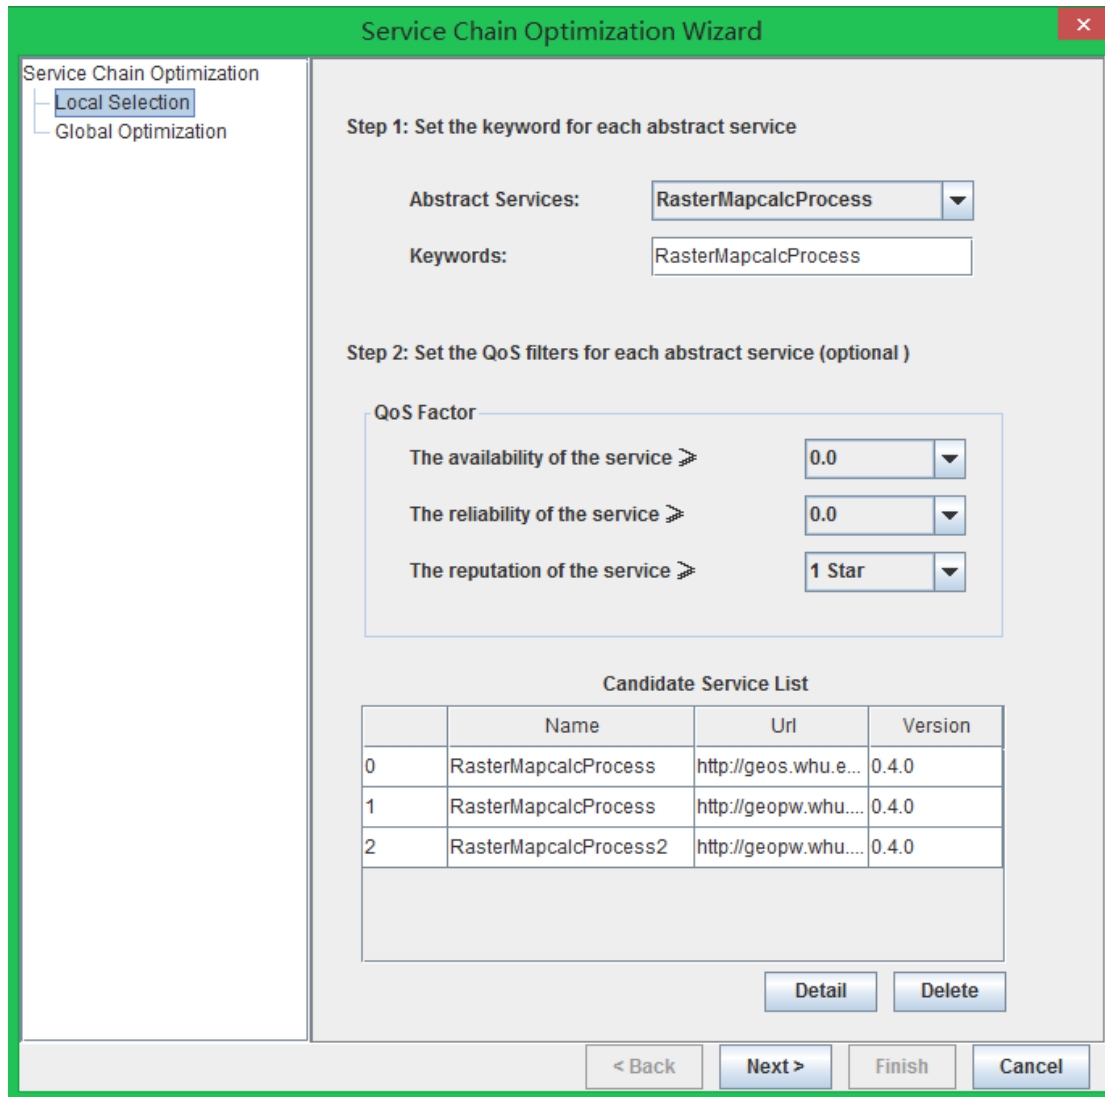 Service Chain Optimization Wizard
Service Chain Optimization
Local Selection
Global Optimization
Step 1: Set the keyword for each abstract service
Abstract Services: RasterMapcalcProcess
Keywords: RasterMapcalcProcess
Step 2: Set the QoS filters for each abstract service (optional )
QoS Factor
The availability of the service ⩾ 0.0
The reliability of the service ⩾ 0.0
The reputation of the service ⩾ 1 Star
Candidate Service List
Name Url Version
0 RasterMapcalcProcess http://geos.whu.e... 0.4.0
1 RasterMapcalcProcess http://geopw.whu.... 0.4.0
2 RasterMapcalcProcess2 http://geopw.whu.... 0.4.0
Detail Delete
< Back Next > Finish Cancel